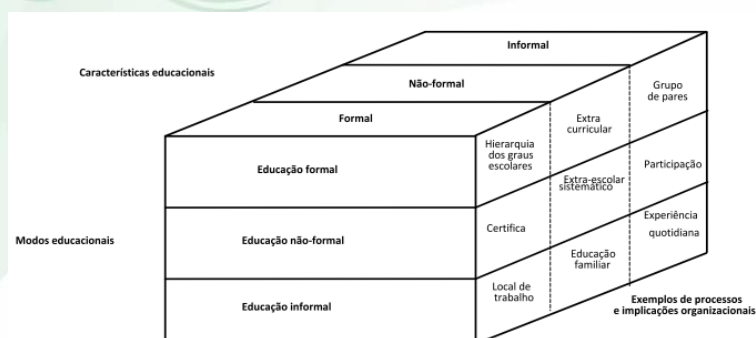 Informal
Características educacionais
Não-formal
Grupo
de pares
Formal
Extra
curricular
Hierarquia
dos graus
escolares
Educação formal
Participação
Extra-escolar
sistemático
Experiência
quotidiana
Certifica
Modos educacionais
Educação não-formal
Educação
familiar
Local de
trabalho
Educação informal
Exemplos de processos
e implicações organizacionais